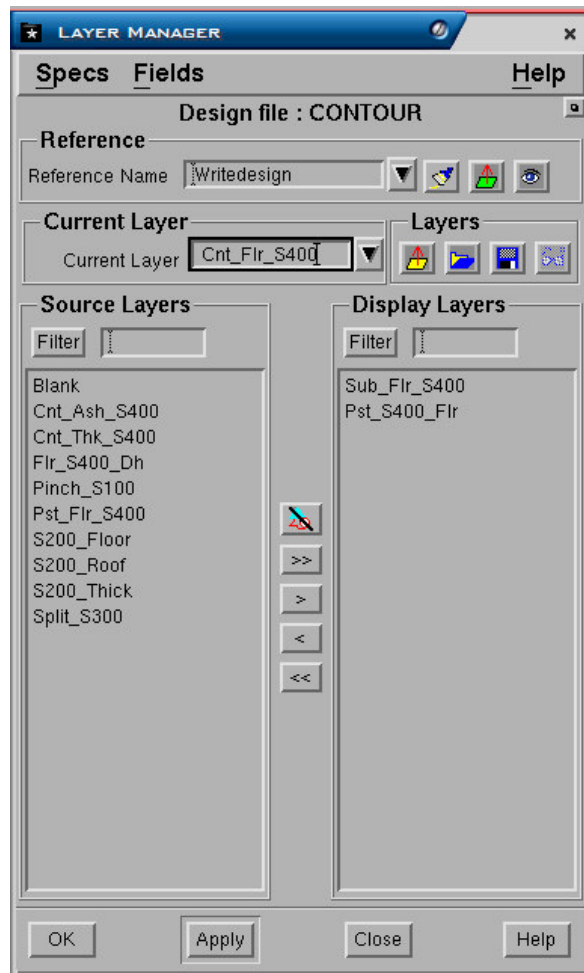 LAYER MANAGER
Specs Fields Help
Design file : CONTOUR
Reference
Reference Name Writedesign
Current Layer
Current Layer Cnt_Flr_S400
Layers
Source Layers
Filter
Blank
Cnt_Ash_S400
Cnt_Thk_S400
Flr_S400_Dh
Pinch_S100
Pst_Flr_S400
S200_Floor
S200_Roof
S200_Thick
Split_S300
>>
>
<
<<
Display Layers
Filter
Sub_Flr_S400
Pst_S400_Flr
OK Apply Close Help